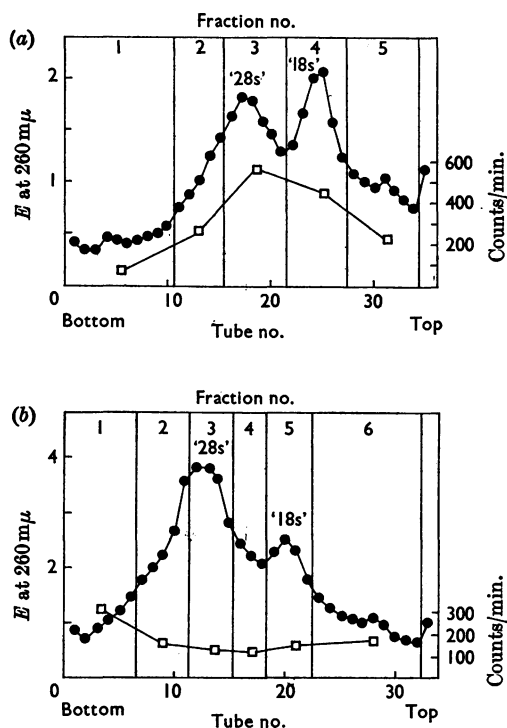 Fraction no.
(a)
1 2 3 4 5
'28s' '18s'
2
1
0
E at 260 mμ
600
400
200
Counts/min.
0 10 20 30
Bottom Tube no. Top
Fraction no.
(b)
1 2 3 4 5 6
'28s'
'18s'
4
2
0
E at 260 mμ
300
200
100
Counts/min.
10 20 30
Bottom Tube no. Top